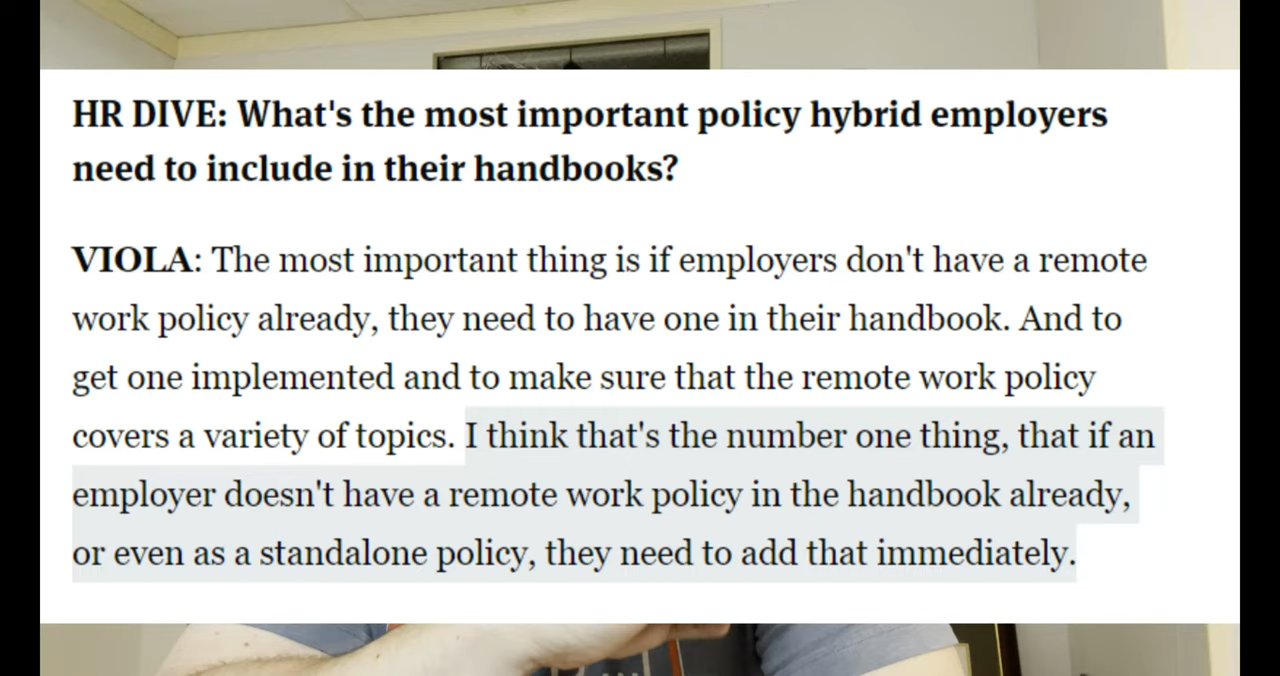 HR DIVE: What's the most important policy hybrid employers
need to include in their handbooks?
VIOLA: The most important thing is if employers don't have a remote
work policy already, they need to have one in their handbook. And to
get one implemented and to make sure that the remote work policy
covers a variety of topics. I think that's the number one thing, that if an
employer doesn't have a remote work policy in the handbook already,
or even as a standalone policy, they need to add that immediately.